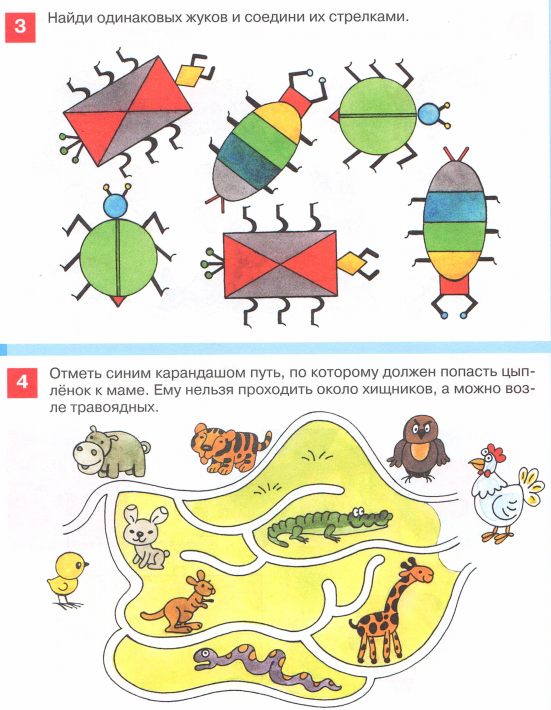 3
Найди одинаковых жуков и соедини их стрелками.
4
Отметь синим карандашом путь, по которому должен попасть цып-
лёнок к маме. Ему нельзя проходить около хищников, а можно воз-
ле травоядных.